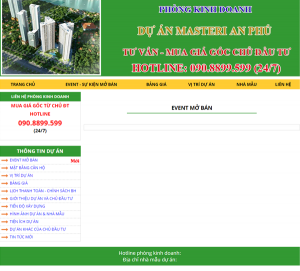 PHÒNG KINH DOANH
DỰ ÁN MASTERI AN PHÚ
TƯ VẤN - MUA GIÁ GỐC CHỦ ĐẦU TƯ
HOTLINE: 090.8899.599 (24/7)
TRANG CHỦ
EVENT - SỰ KIỆN MỞ BÁN
BẢNG GIÁ
VỊ TRÍ DỰ ÁN
NHÀ MẪU
LIÊN HỆ
LIÊN HỆ PHÒNG KINH DOANH
MUA GIÁ GỐC TỪ CHỦ ĐT
HOTLINE
090.8899.599
(24/7)
EVENT MỞ BÁN
THÔNG TIN DỰ ÁN
EVENT MỞ BÁN
MẶT BẰNG CĂN HỘ
VỊ TRÍ DỰ ÁN
BẢNG GIÁ
LỊCH THANH TOÁN - CHÍNH SÁCH BH
GIỚI THIỆU DỰ ÁN VÀ CHỦ ĐẦU TƯ
TIẾN ĐỘ XÂY DỰNG
HÌNH ẢNH DỰ ÁN & NHÀ MẪU
TIỆN ÍCH DỰ ÁN
DỰ ÁN KHÁC CỦA CHỦ ĐẦU TƯ
TIN TỨC MỚI
Hotline phòng kinh doanh:
Địa chỉ nhà mẫu dự án: